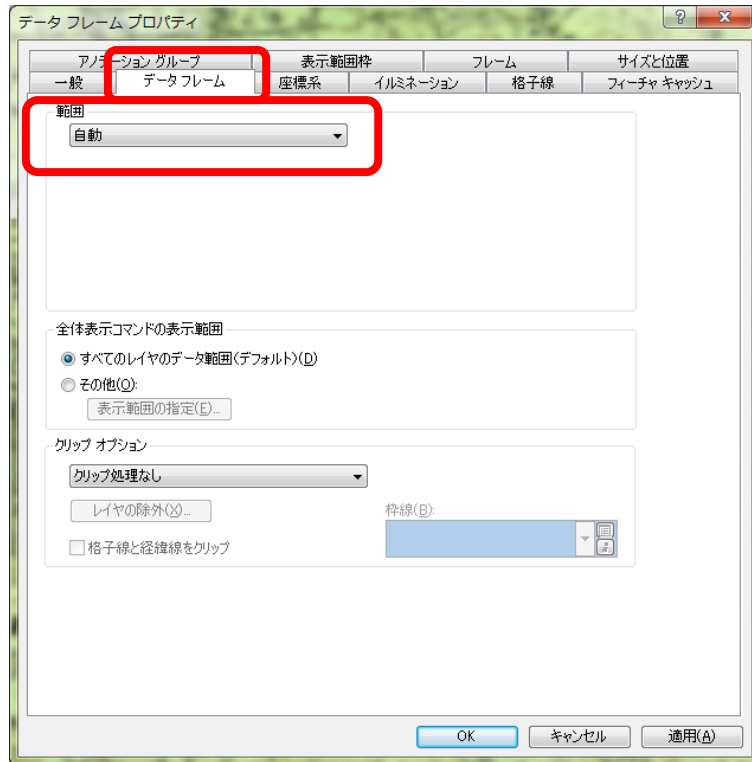 データ フレーム プロパティ
アノテーション グループ 表示範囲枠 フレーム サイズと位置
一般 データ フレーム 座標系 イルミネーション 格子線 フィーチャ キャッシュ
範囲
自動
全体表示コマンドの表示範囲
すべてのレイヤのデータ範囲(デフォルト)(D)
その他(O):
表示範囲の指定(E)...
クリップ オプション
クリップ処理なし
レイヤの除外(X)... 枠線(B):
格子線と経緯線をクリップ
OK キャンセル 適用(A)